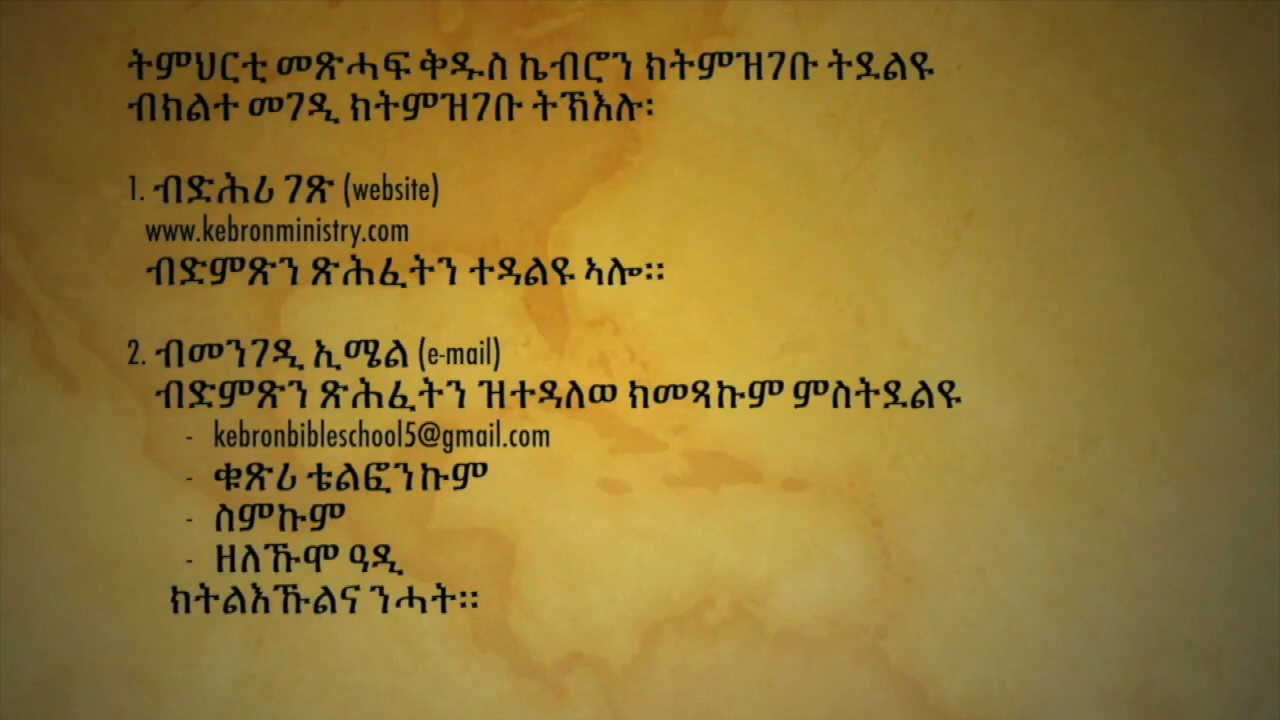 ትምህርቲ መጽሓፍ ቅዱስ ኬብሮን ክትምዝገቡ ትደልዩ
ብክልተ መገዲ ክትምዝገቡ ትኽእሉ፡
1. ብድሕሪ ገጽ (website)
www.kebronministry.com
ብድምጽን ጽሕፈትን ተዳልዩ ኣሎ።
2. ብመንገዲ ኢሜል (e-mail)
ብድምጽን ጽሕፈትን ዝተዳለወ ክመጻኩም ምስትደልዩ
- kebronbibleschool5@gmail.com
- ቁጽሪ ቴልፎንኩም
- ስምኩም
- ዘለኹሞ ዓዲ
ክትልእኹልና ንሓት።